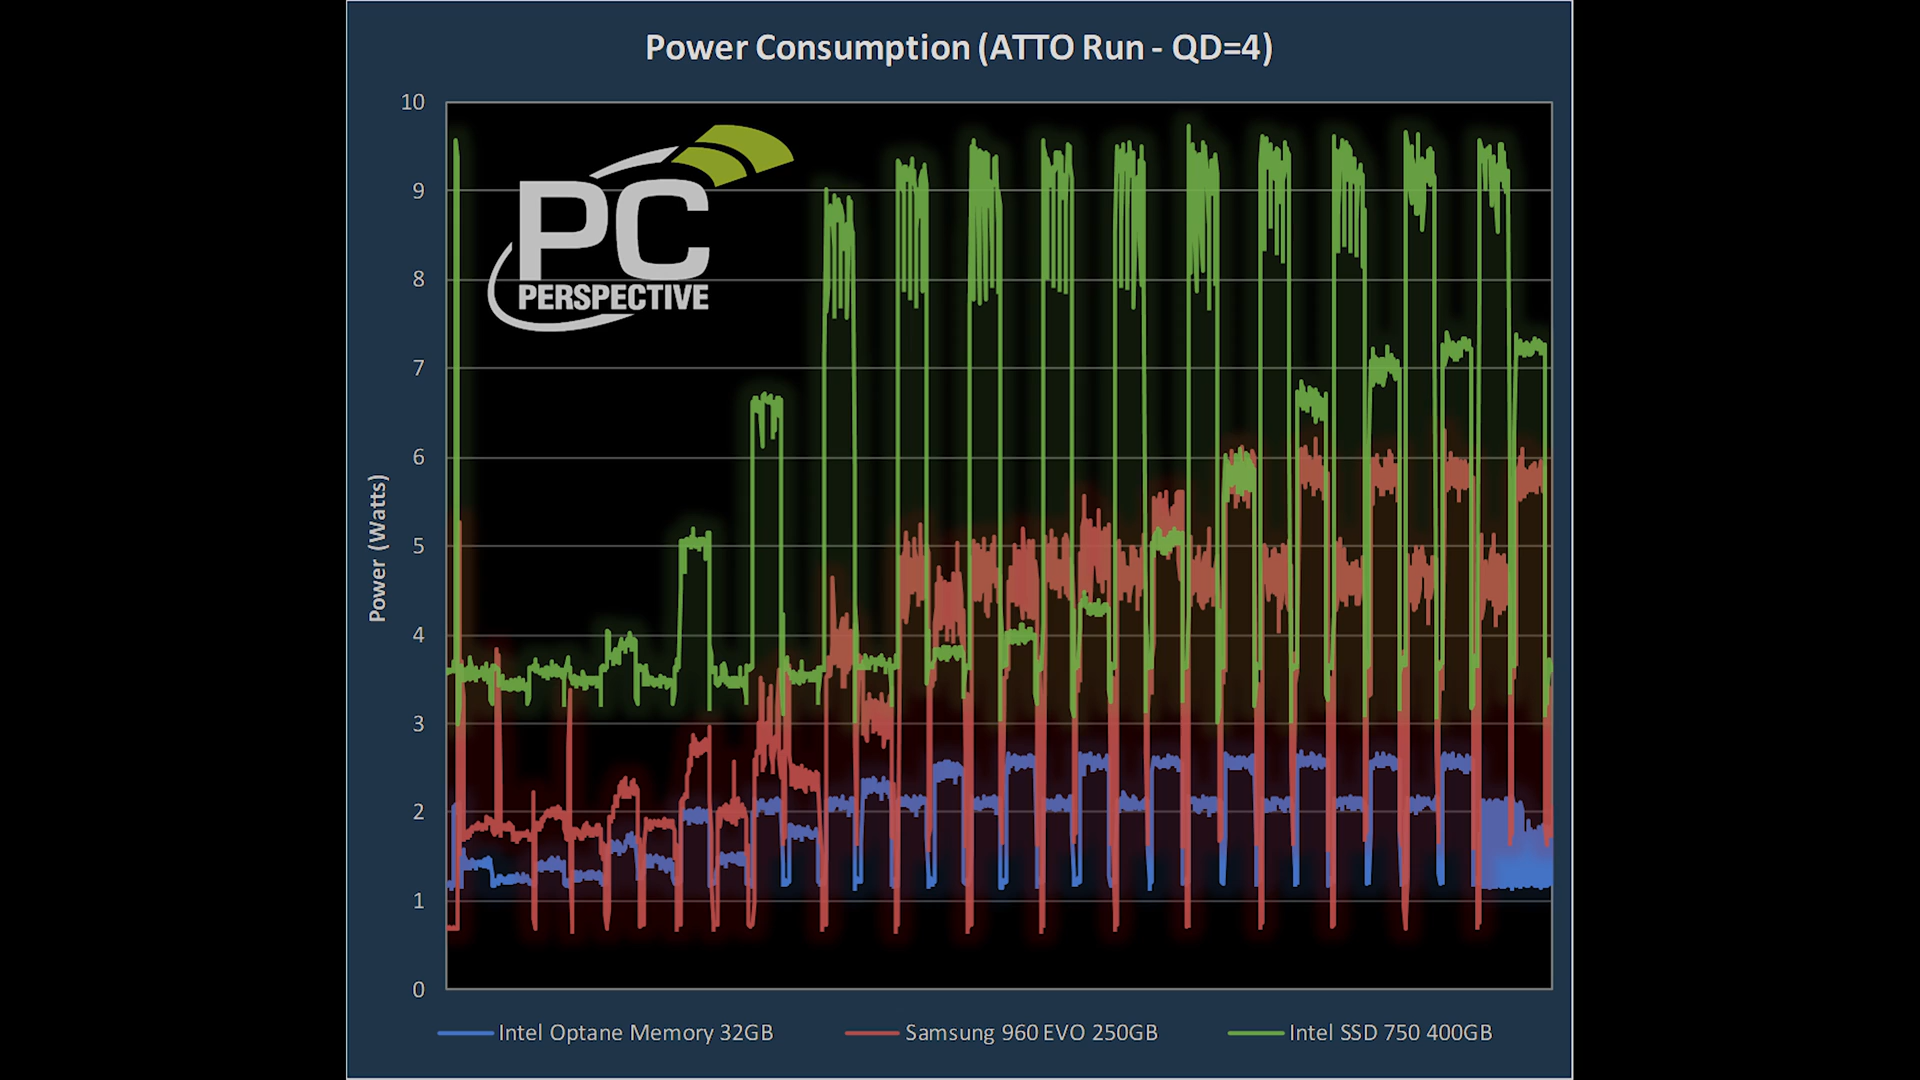 Power Consumption (ATTO Run - QD=4)
10
9
8
7
6
5
4
3
2
1
0
Power (Watts)
PC
PERSPECTIVE
Intel Optane Memory 32GB
Samsung 960 EVO 250GB
Intel SSD 750 400GB